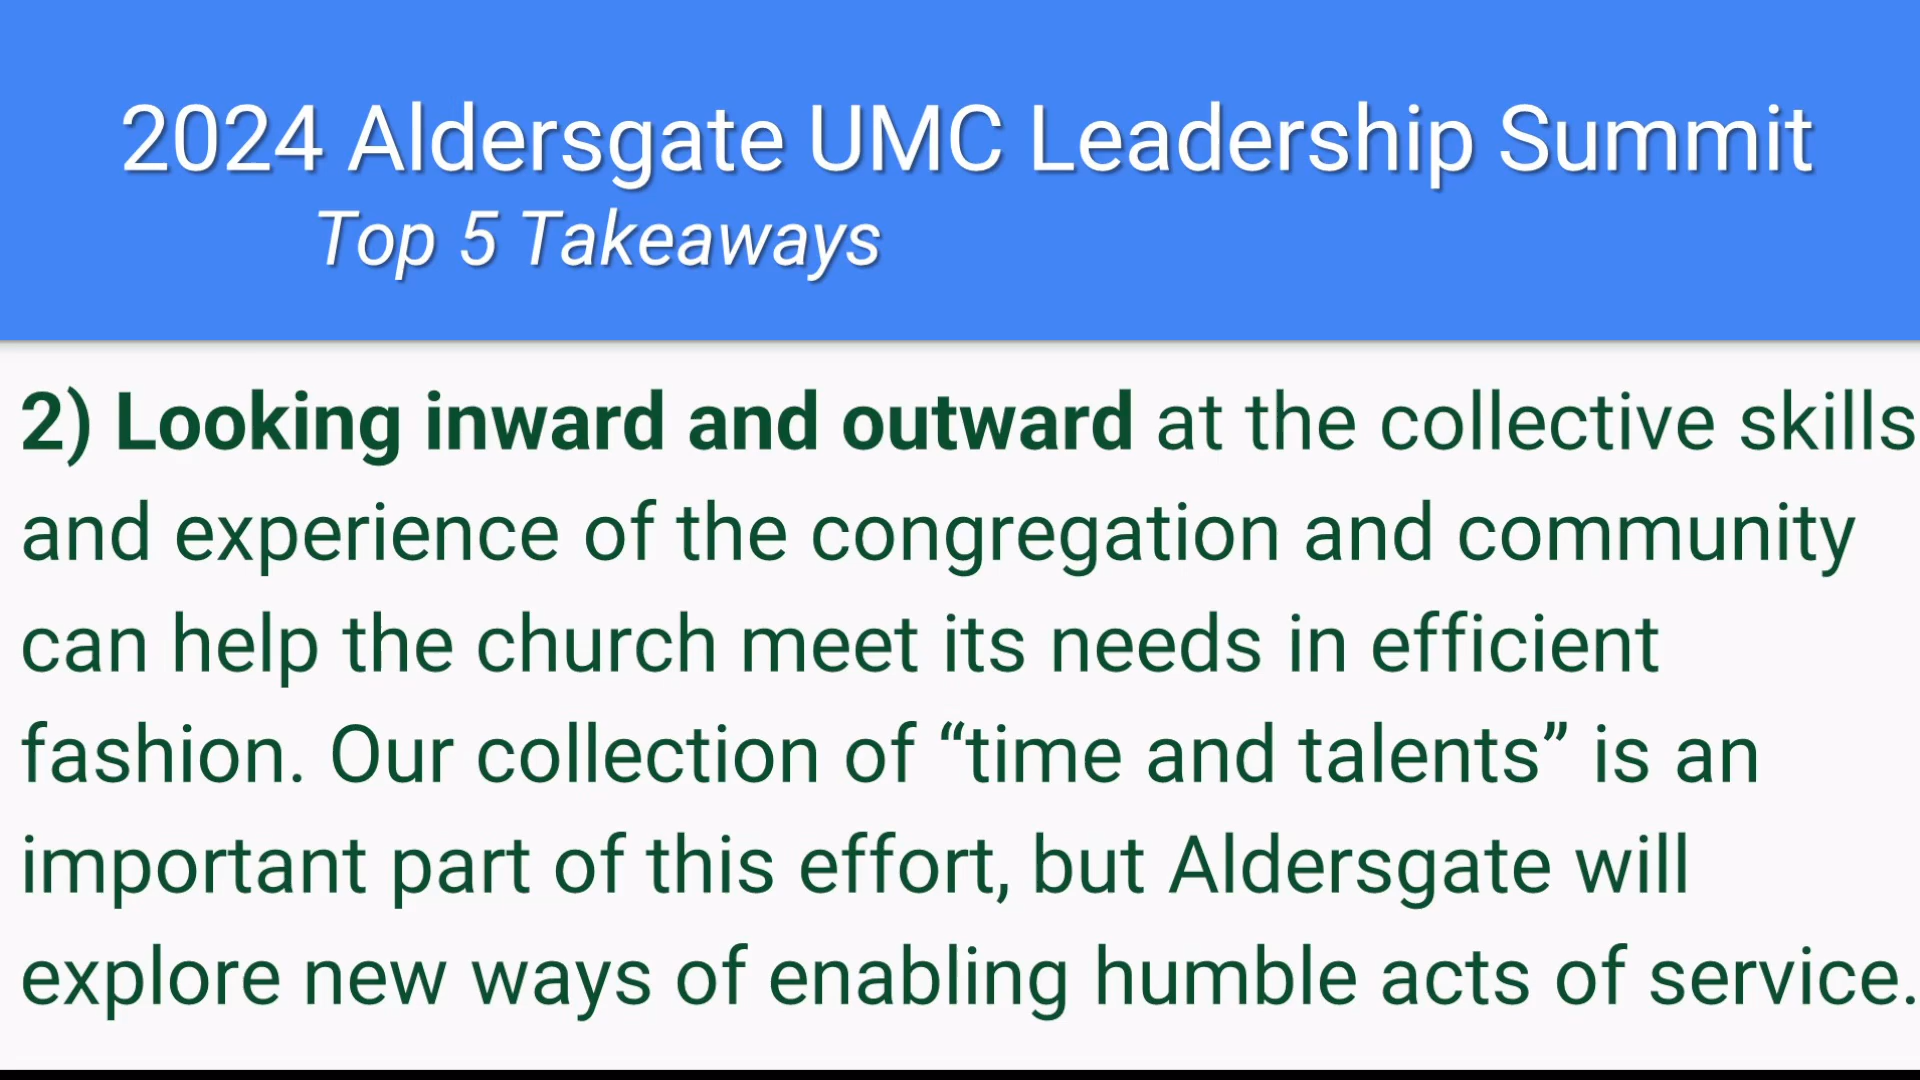 2024 Aldersgate UMC Leadership Summit
Top 5 Takeaways
2) Looking inward and outward at the collective skills
and experience of the congregation and community
can help the church meet its needs in efficient
fashion. Our collection of “time and talents” is an
important part of this effort, but Aldersgate will
explore new ways of enabling humble acts of service.